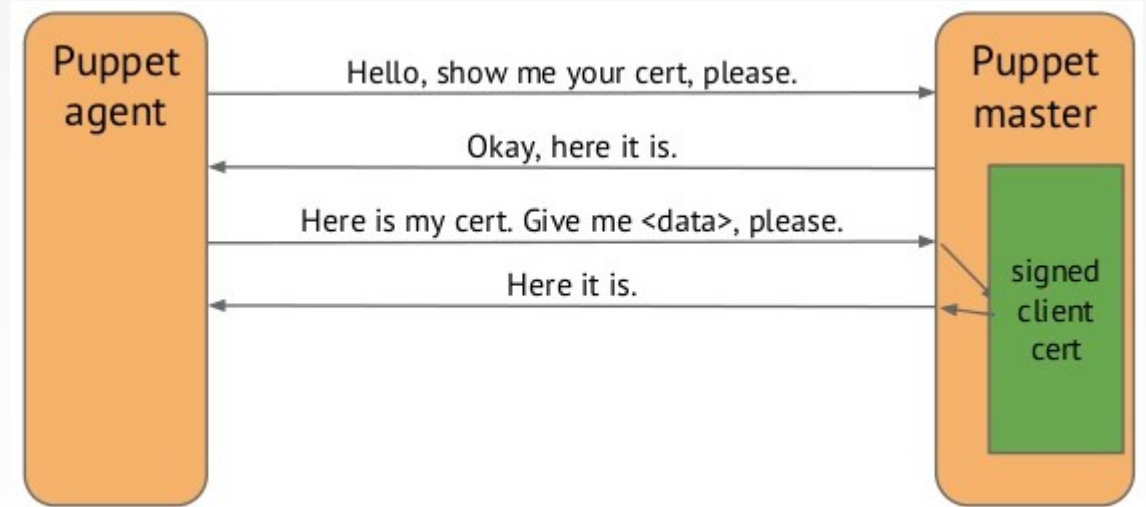 Puppet
agent
Hello, show me your cert, please.
Okay, here it is.
Here is my cert. Give me <data>, please.
Here it is.
Puppet
master
signed
client
cert